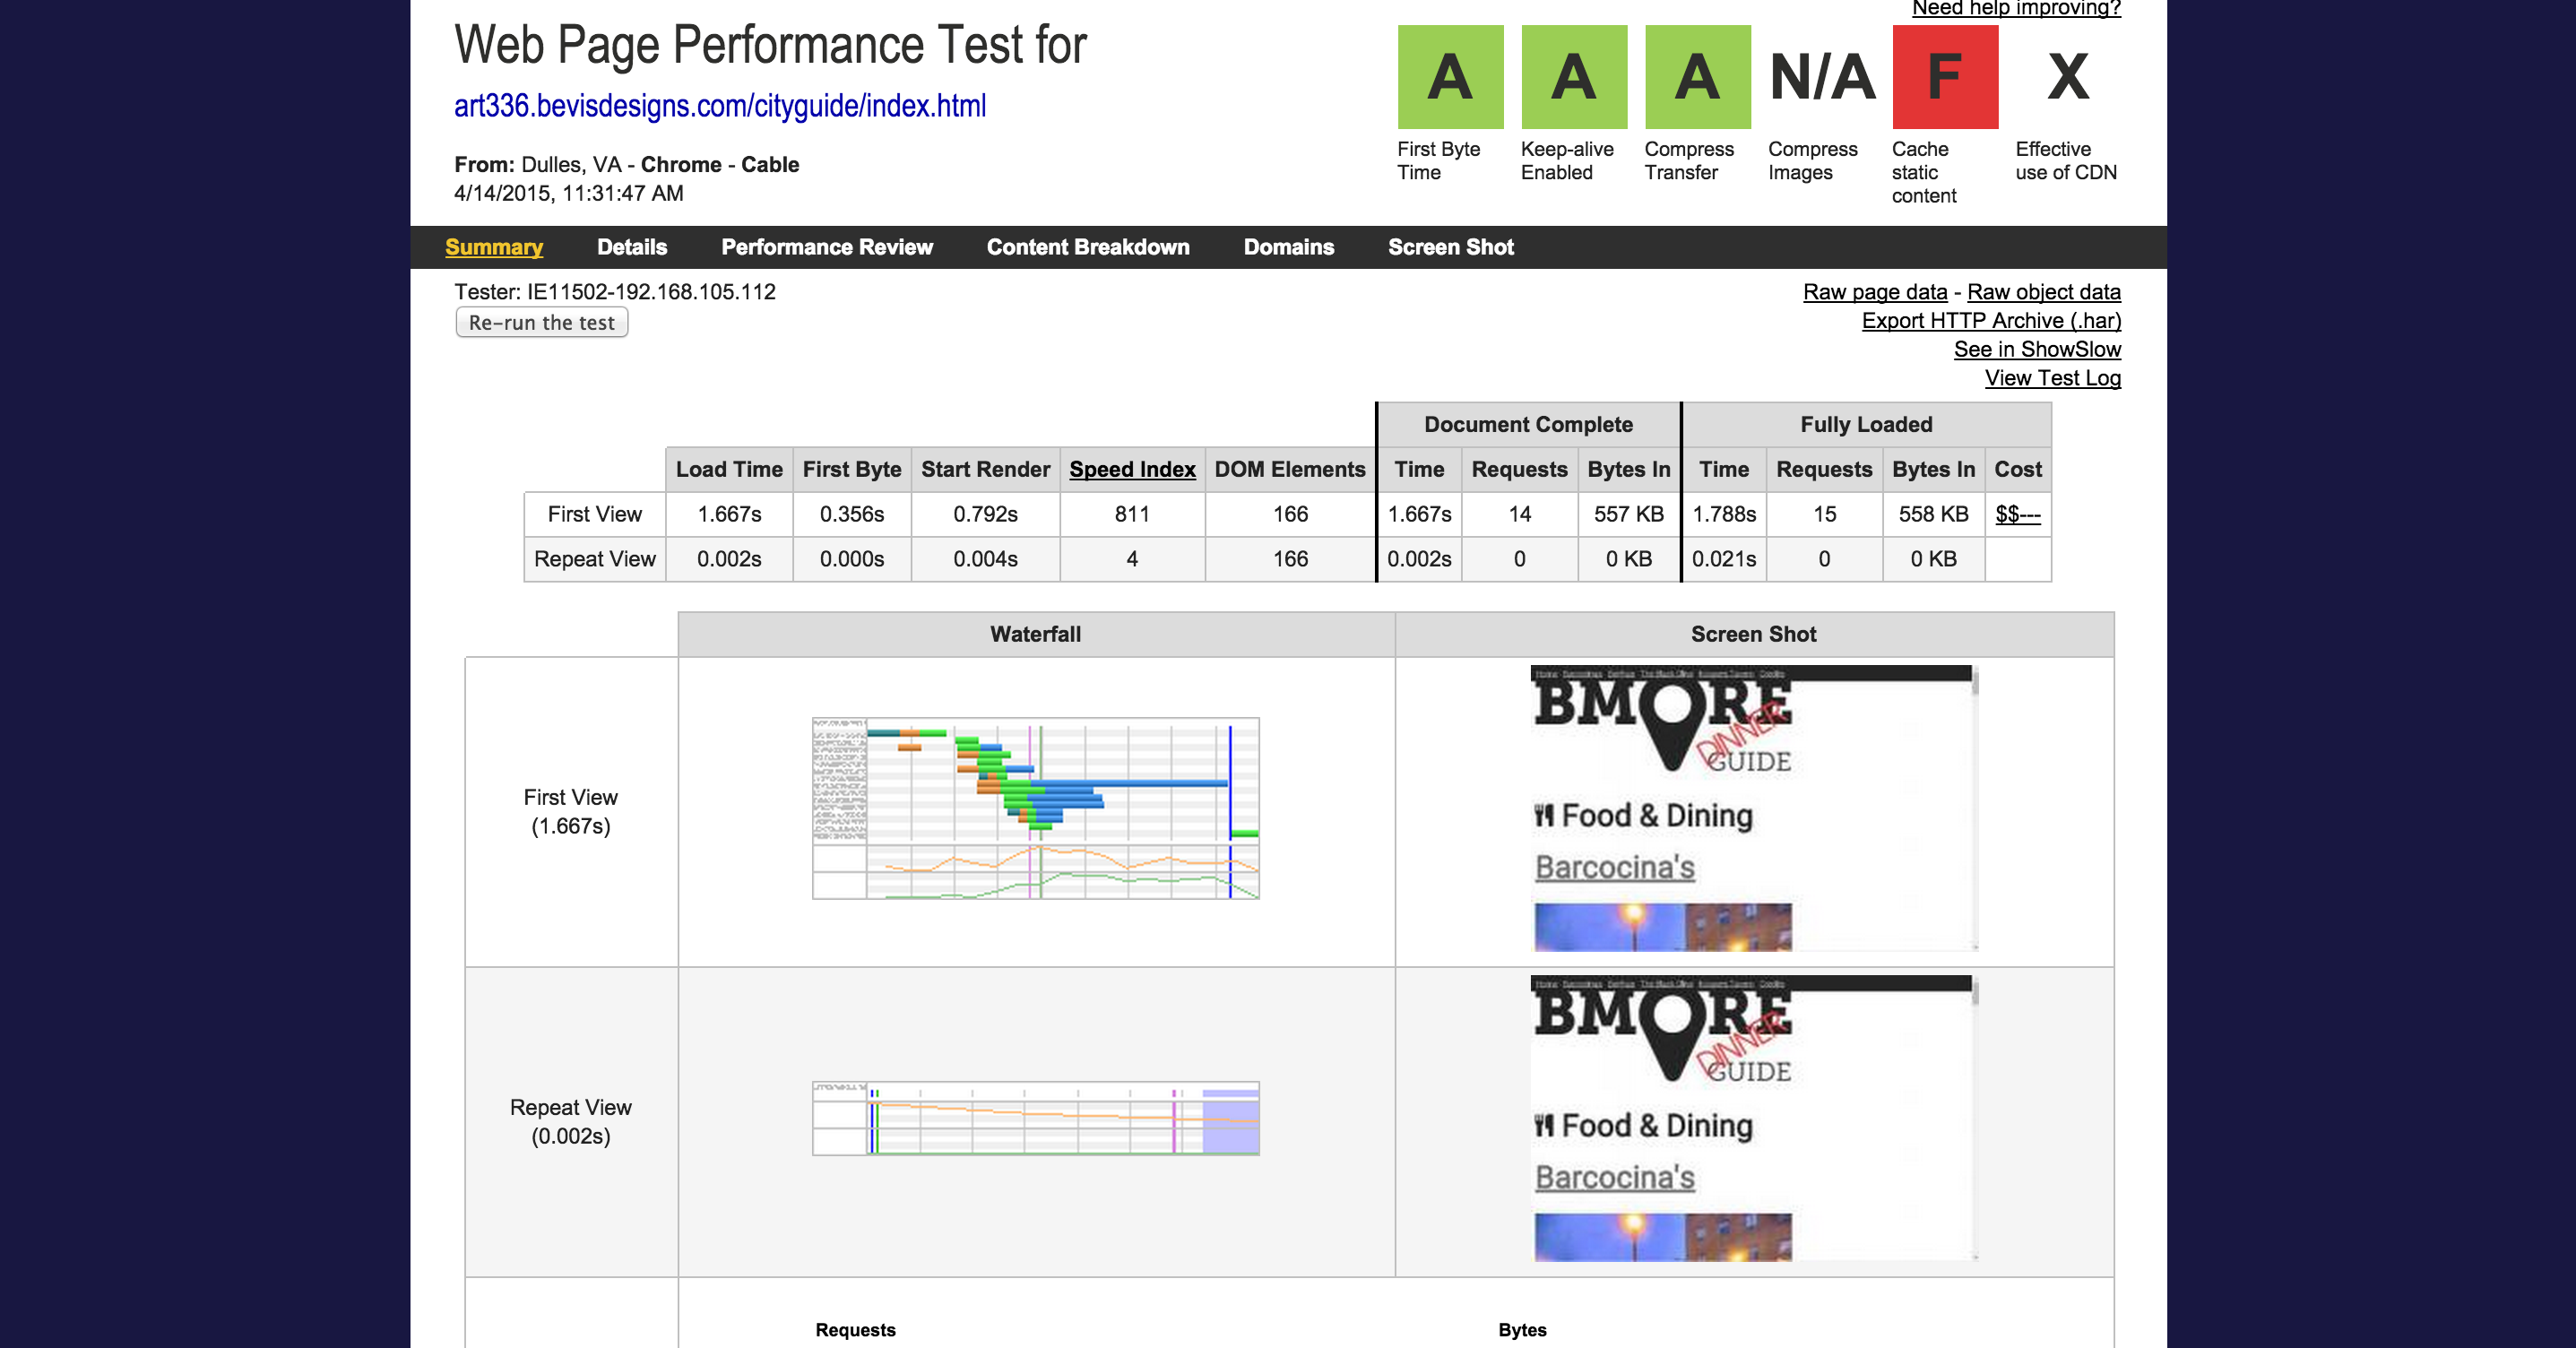 Need help improving?
Web Page Performance Test for
art336.bevisdesigns.com/cityguide/index.html
From: Dulles, VA - Chrome - Cable
4/14/2015, 11:31:47 AM
A A A N/A F X
First Byte Time
Keep-alive Enabled
Compress Transfer
Compress Images
Cache static content
Effective use of CDN
Summary Details Performance Review Content Breakdown Domains Screen Shot
Tester: IE11502-192.168.105.112
Re-run the test
Raw page data - Raw object data
Export HTTP Archive (.har)
See in ShowSlow
View Test Log
Document Complete Fully Loaded
Load Time First Byte Start Render Speed Index DOM Elements Time Requests Bytes In Time Requests Bytes In Cost
First View 1.667s 0.356s 0.792s 811 166 1.667s 14 557 KB 1.788s 15 558 KB $$---
Repeat View 0.002s 0.000s 0.004s 4 166 0.002s 0 0 KB 0.021s 0 0 KB
Waterfall Screen Shot
First View
(1.667s)
BMORE
DINNER
GUIDE
Food & Dining
Barcocina's
Repeat View
(0.002s)
BMORE
DINNER
GUIDE
Food & Dining
Barcocina's
Requests Bytes